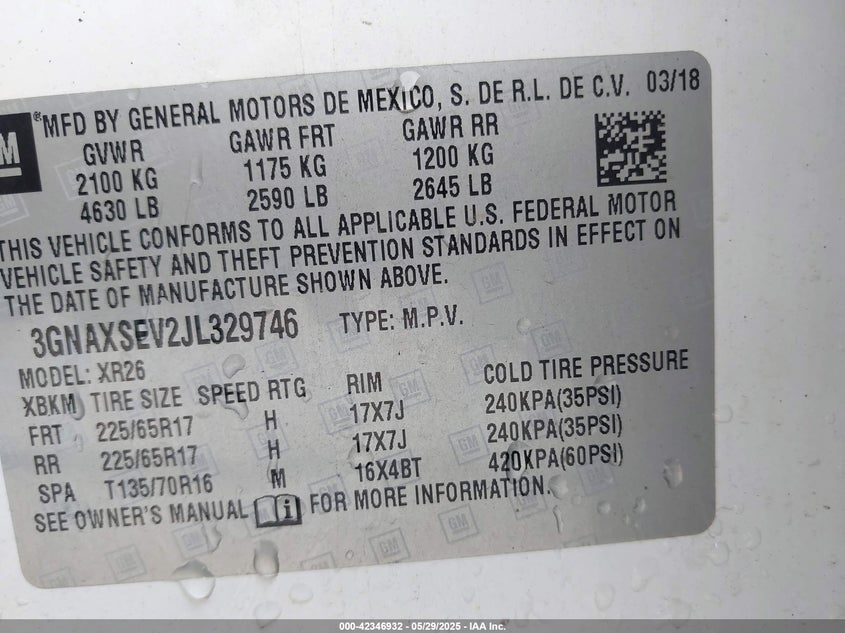 GM
®MFD BY GENERAL MOTORS DE MEXICO, S. DE R.L. DE C.V. 03/18
GVWR GAWR FRT GAWR RR
2100 KG 1175 KG 1200 KG
4630 LB 2590 LB 2645 LB
THIS VEHICLE CONFORMS TO ALL APPLICABLE U.S. FEDERAL MOTOR
VEHICLE SAFETY AND THEFT PREVENTION STANDARDS IN EFFECT ON
THE DATE OF MANUFACTURE SHOWN ABOVE.
3GNAXSEV2JL329746 TYPE: M.P.V.
MODEL: XR26
XBKM TIRE SIZE SPEED RTG RIM COLD TIRE PRESSURE
FRT 225/65R17 H 17X7J 240KPA(35PSI)
RR 225/65R17 H 17X7J 240KPA(35PSI)
SPA T135/70R16 M 16X4BT 420KPA(60PSI)
SEE OWNER'S MANUAL FOR MORE INFORMATION.
000-42346932 - 05/29/2025 - IAA Inc.